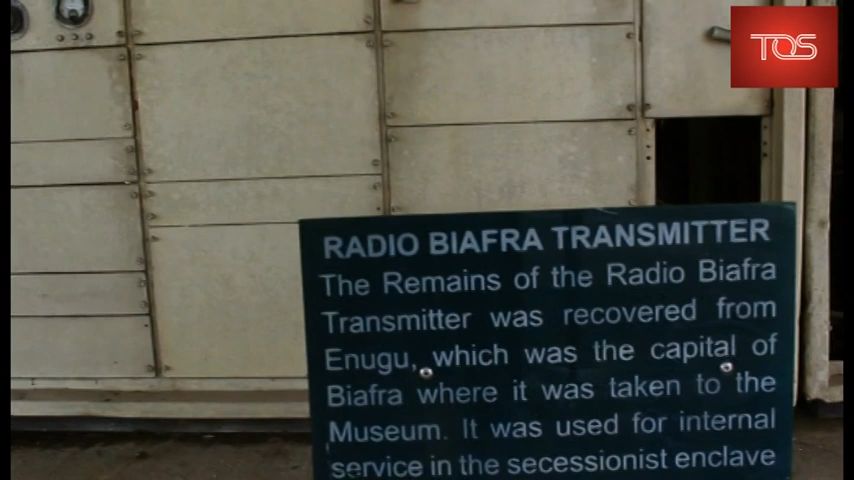 TOS
RADIO BIAFRA TRANSMITTER
The Remains of the Radio Biafra
Transmitter was recovered from
Enugu, which was the capital of
Biafra where it was taken to the
Museum. It was used for internal
service in the secessionist enclave